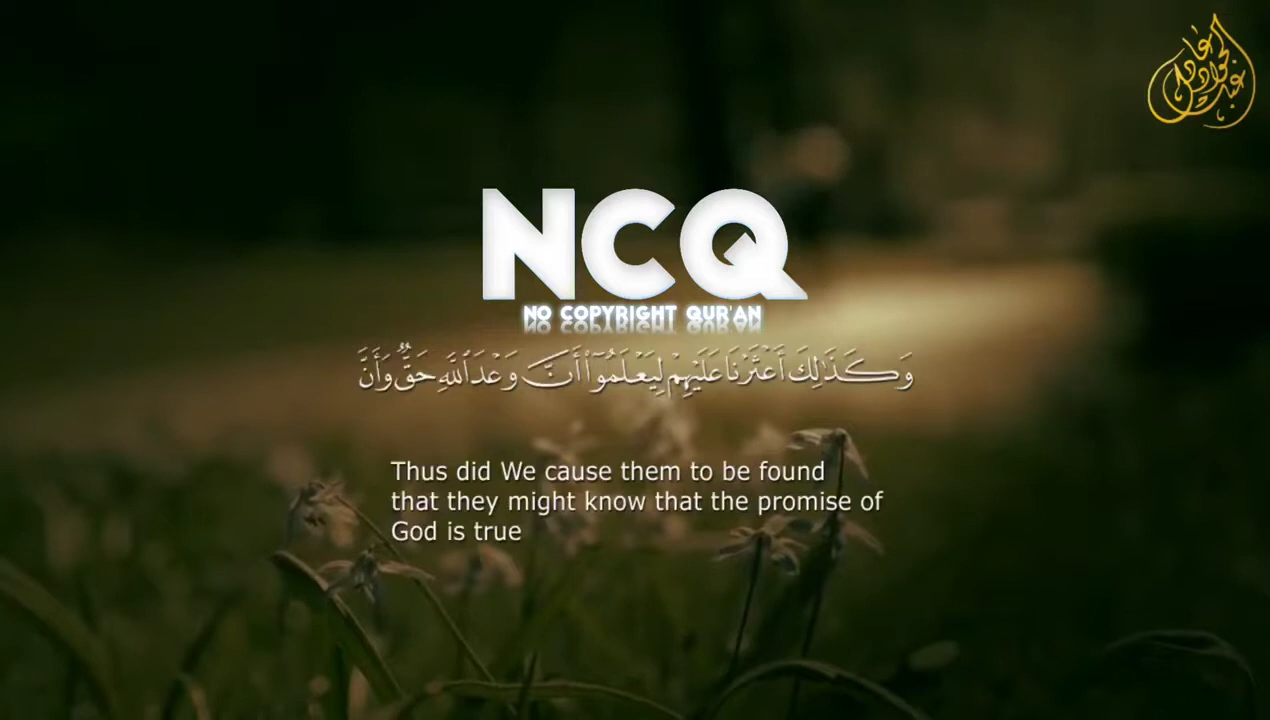 NCQ
NO COPYRIGHT QUR'AN
وَكَذَٰلِكَ أَعْثَرْنَا عَلَيْهِمْ لِيَعْلَمُوٓا۟ أَنَّ وَعْدَ ٱللَّهِ حَقٌّ وَأَنَّ
Thus did We cause them to be found
that they might know that the promise of
God is true